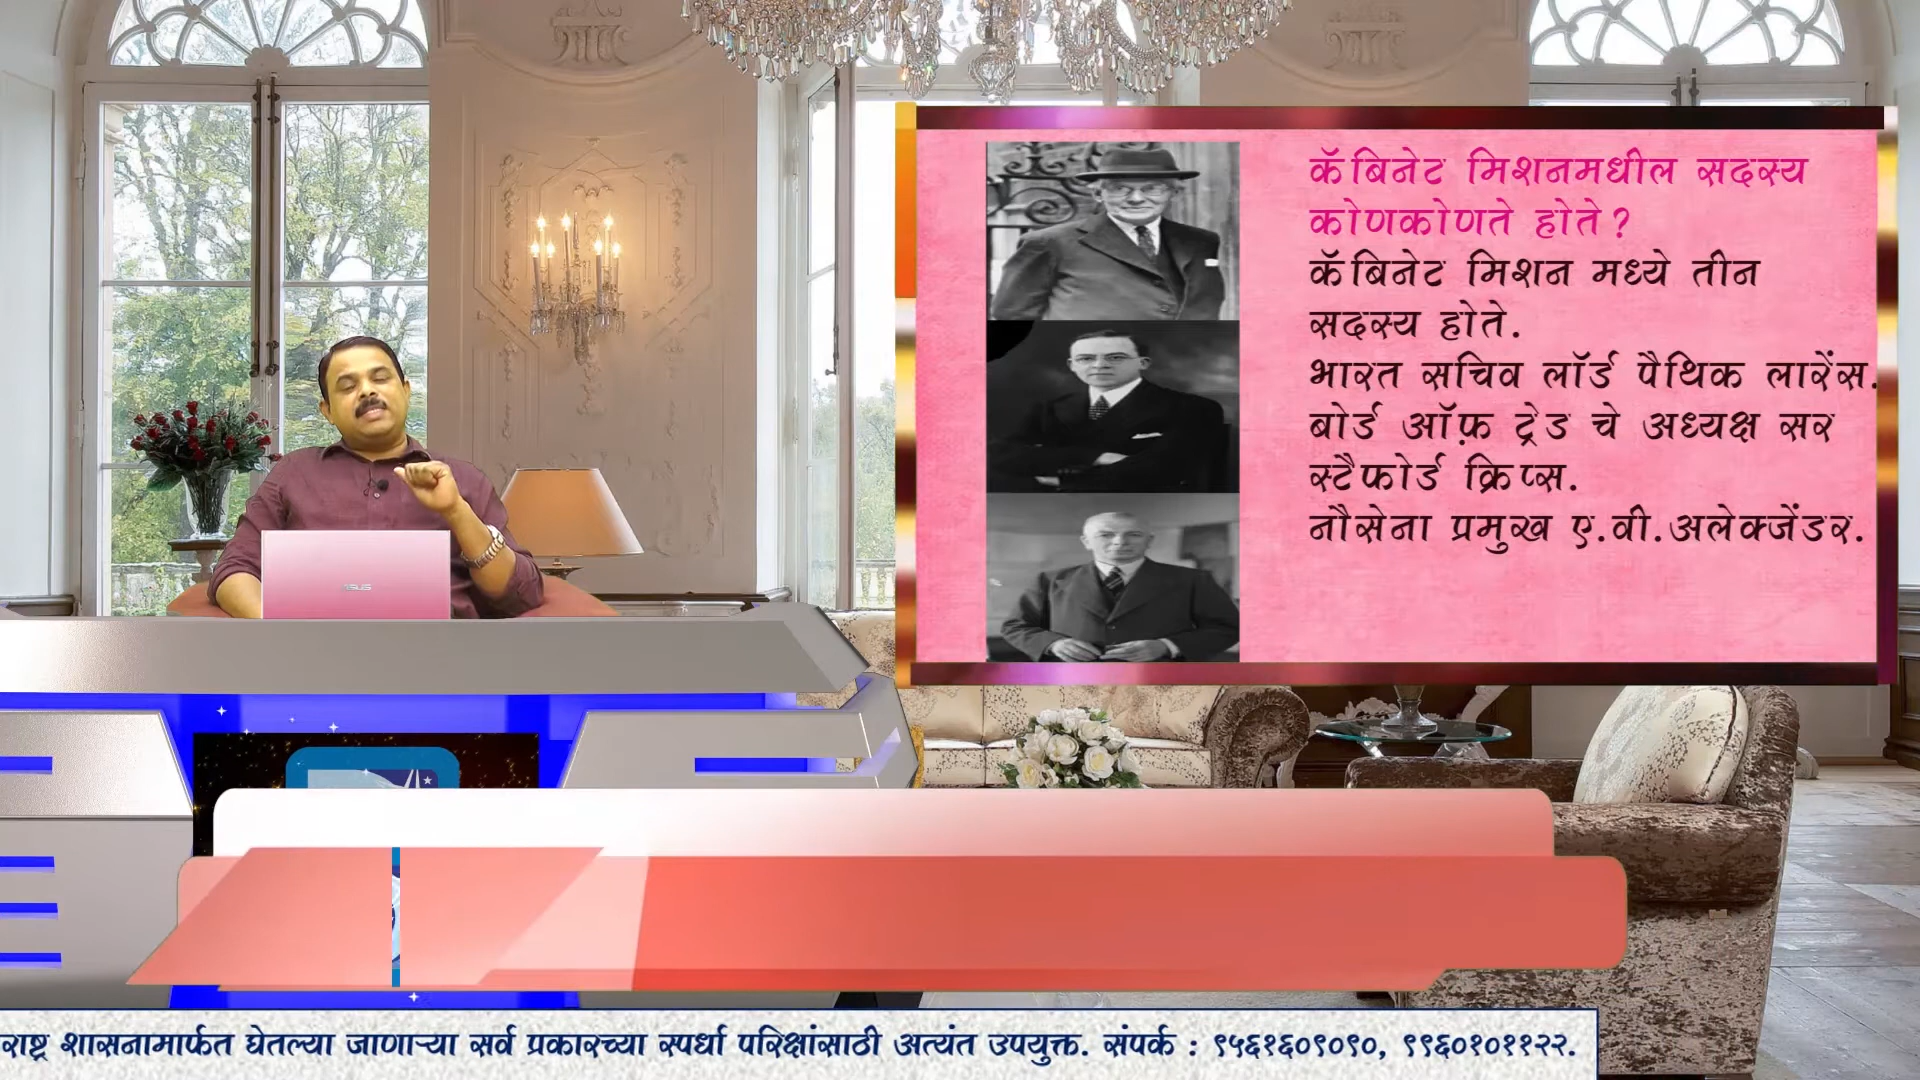 कॅबिनेट मिशनमधील सदस्य
कोणकोणते होते?
कॅबिनेट मिशन मध्ये तीन
सदस्य होते.
भारत सचिव लॉर्ड पैथिक लारेंस.
बोर्ड ऑफ़ ट्रेड चे अध्यक्ष सर
स्टैफोर्ड क्रिप्स.
नौसेना प्रमुख ए.वी.अलेक्जेंडर.
ASUS
राष्ट्र शासनामार्फत घेतल्या जाणाऱ्या सर्व प्रकारच्या स्पर्धा परिक्षांसाठी अत्यंत उपयुक्त. संपर्क : ९५६१६०९०९०, ९९६०१०११२२.